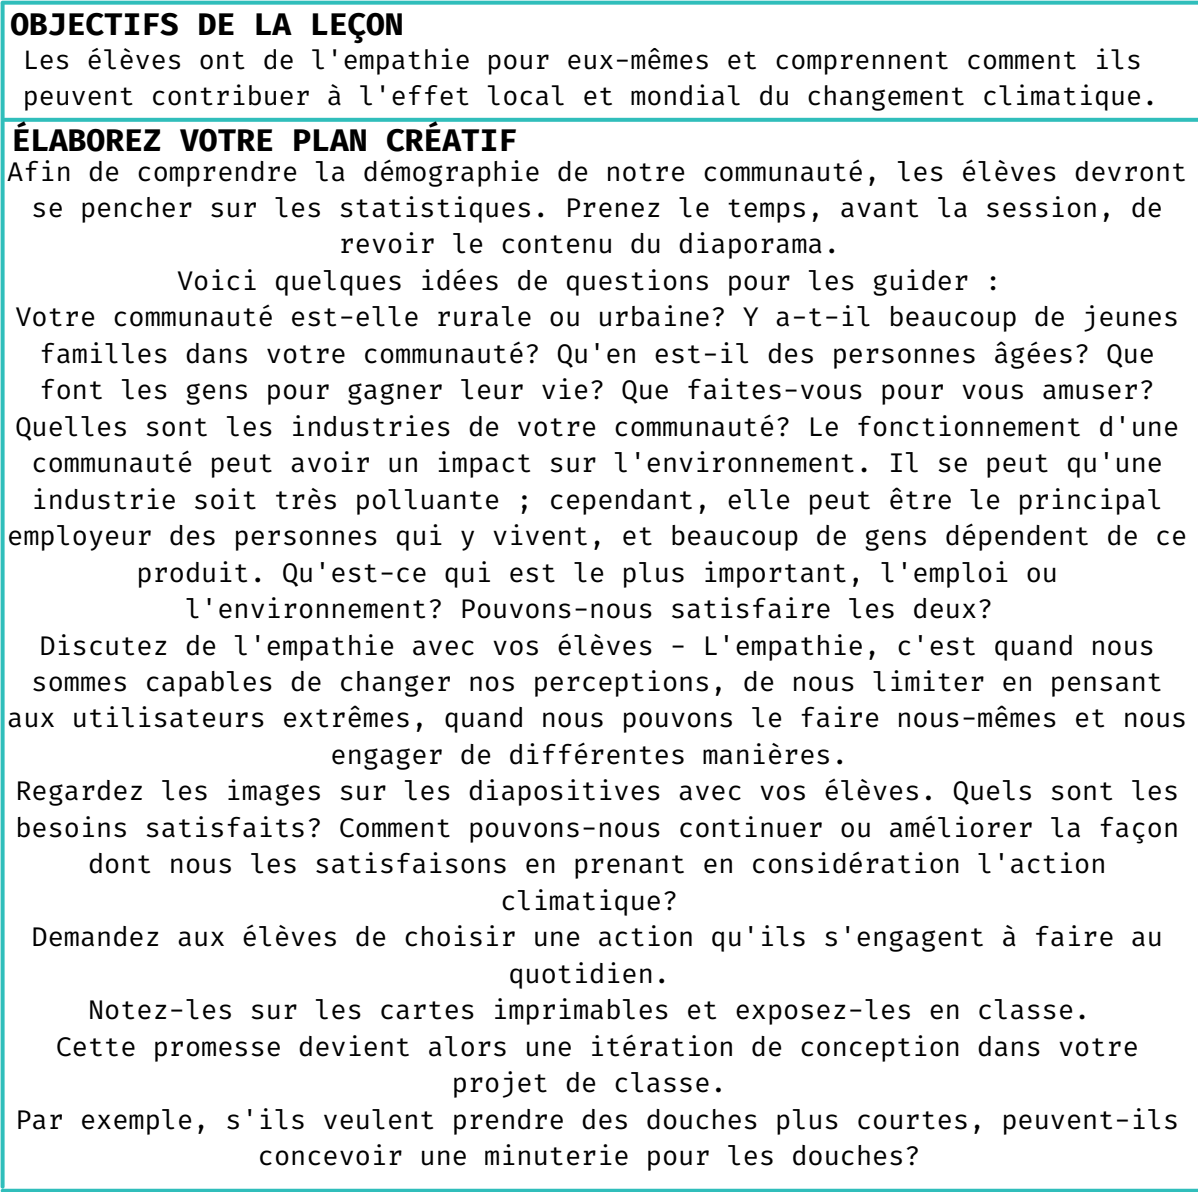 OBJECTIFS DE LA LEÇON
Les élèves ont de l'empathie pour eux-mêmes et comprennent comment ils
peuvent contribuer à l'effet local et mondial du changement climatique.
ÉLABOREZ VOTRE PLAN CRÉATIF
Afin de comprendre la démographie de notre communauté, les élèves devront
se pencher sur les statistiques. Prenez le temps, avant la session, de
revoir le contenu du diaporama.
Voici quelques idées de questions pour les guider :
Votre communauté est-elle rurale ou urbaine? Y a-t-il beaucoup de jeunes
familles dans votre communauté? Qu'en est-il des personnes âgées? Que
font les gens pour gagner leur vie? Que faites-vous pour vous amuser?
Quelles sont les industries de votre communauté? Le fonctionnement d'une
communauté peut avoir un impact sur l'environnement. Il se peut qu'une
industrie soit très polluante ; cependant, elle peut être le principal
employeur des personnes qui y vivent, et beaucoup de gens dépendent de ce
produit. Qu'est-ce qui est le plus important, l'emploi ou
l'environnement? Pouvons-nous satisfaire les deux?
Discutez de l'empathie avec vos élèves - L'empathie, c'est quand nous
sommes capables de changer nos perceptions, de nous limiter en pensant
aux utilisateurs extrêmes, quand nous pouvons le faire nous-mêmes et nous
engager de différentes manières.
Regardez les images sur les diapositives avec vos élèves. Quels sont les
besoins satisfaits? Comment pouvons-nous continuer ou améliorer la façon
dont nous les satisfaisons en prenant en considération l'action
climatique?
Demandez aux élèves de choisir une action qu'ils s'engagent à faire au
quotidien.
Notez-les sur les cartes imprimables et exposez-les en classe.
Cette promesse devient alors une itération de conception dans votre
projet de classe.
Par exemple, s'ils veulent prendre des douches plus courtes, peuvent-ils
concevoir une minuterie pour les douches?